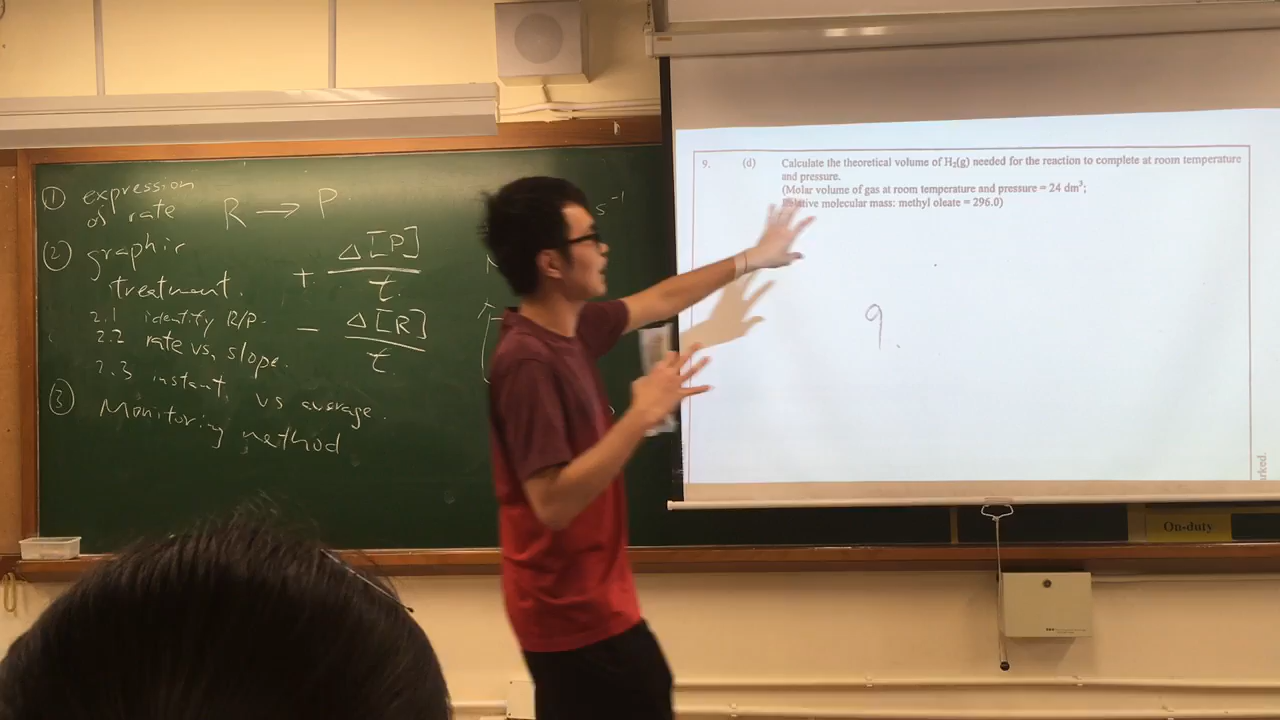 ① expression
of rate
R → P
② graphic
treatment.
2.1 identify R/P.
2.2 rate vs. slope.
2.3 instant. vs average.
③ Monitoring method
+ Δ[P]
t.
- Δ[R]
t.
s⁻¹
9. (d) Calculate the theoretical volume of H₂(g) needed for the reaction to complete at room temperature
and pressure.
(Molar volume of gas at room temperature and pressure = 24 dm³;
Relative molecular mass: methyl oleate = 296.0)
9.
On-duty